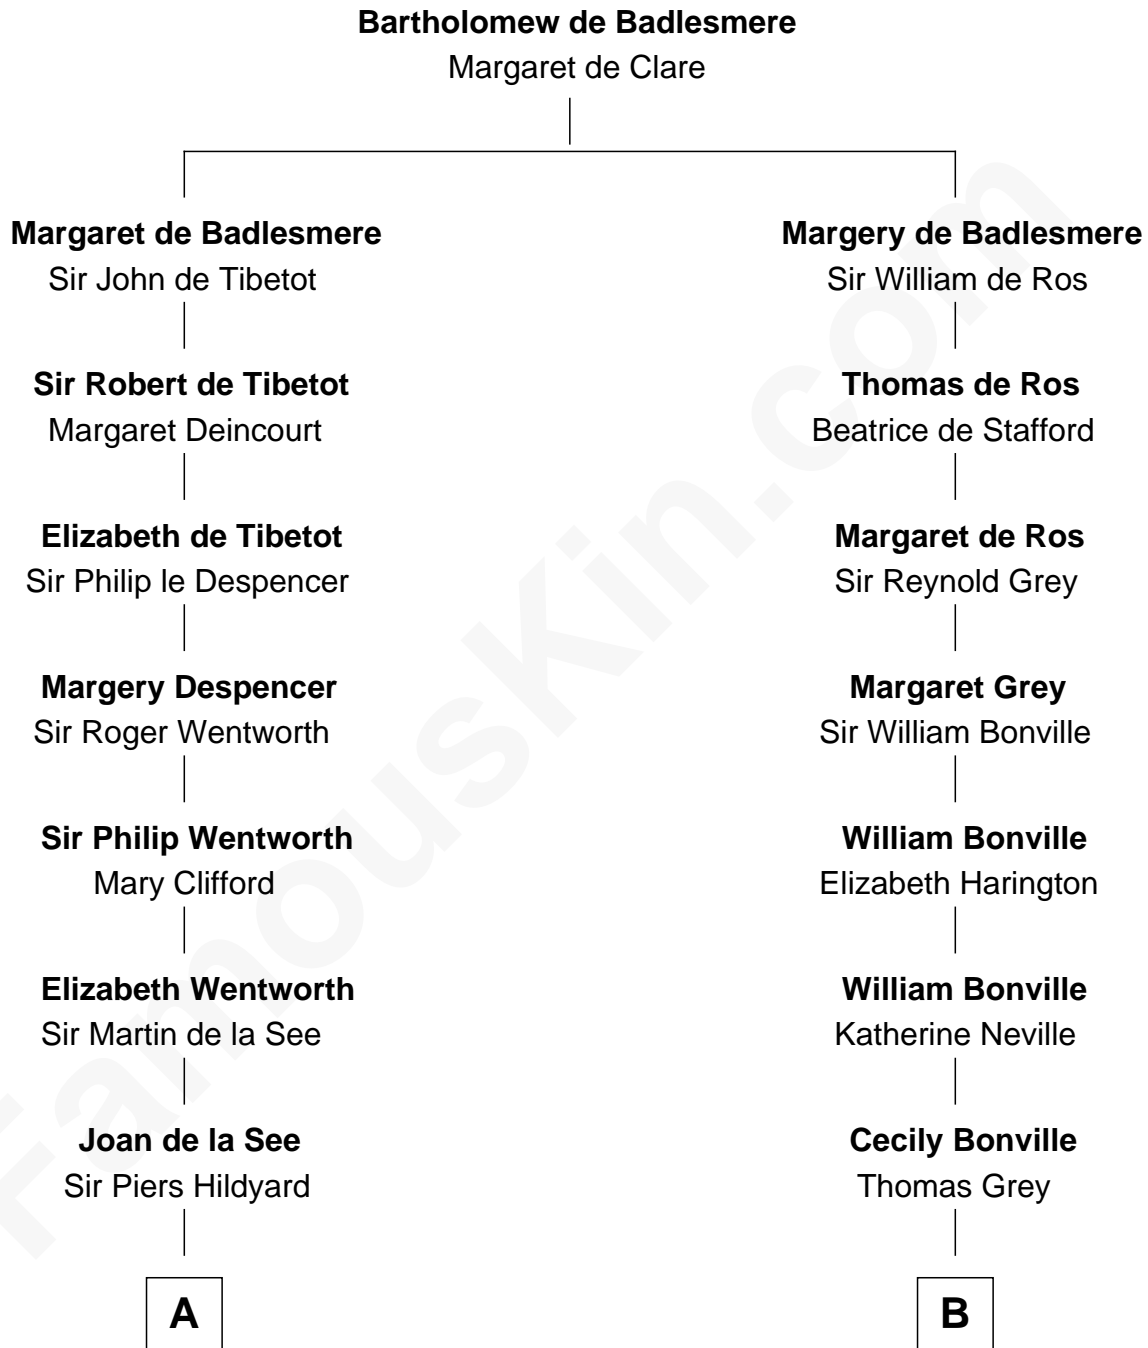 Bartholomew de Badlesmere
Margaret de Clare
Margaret de Badlesmere
Sir John de Tibetot
Margery de Badlesmere
Sir William de Ros
Sir Robert de Tibetot
Margaret Deincourt
Thomas de Ros
Beatrice de Stafford
Elizabeth de Tibetot
Sir Philip le Despencer
Margaret de Ros
Sir Reynold Grey
Margery Despencer
Sir Roger Wentworth
Margaret Grey
Sir William Bonville
Sir Philip Wentworth
Mary Clifford
William Bonville
Elizabeth Harington
Elizabeth Wentworth
Sir Martin de la See
William Bonville
Katherine Neville
Joan de la See
Sir Piers Hildyard
Cecily Bonville
Thomas Grey
A
B
FamousKin.com